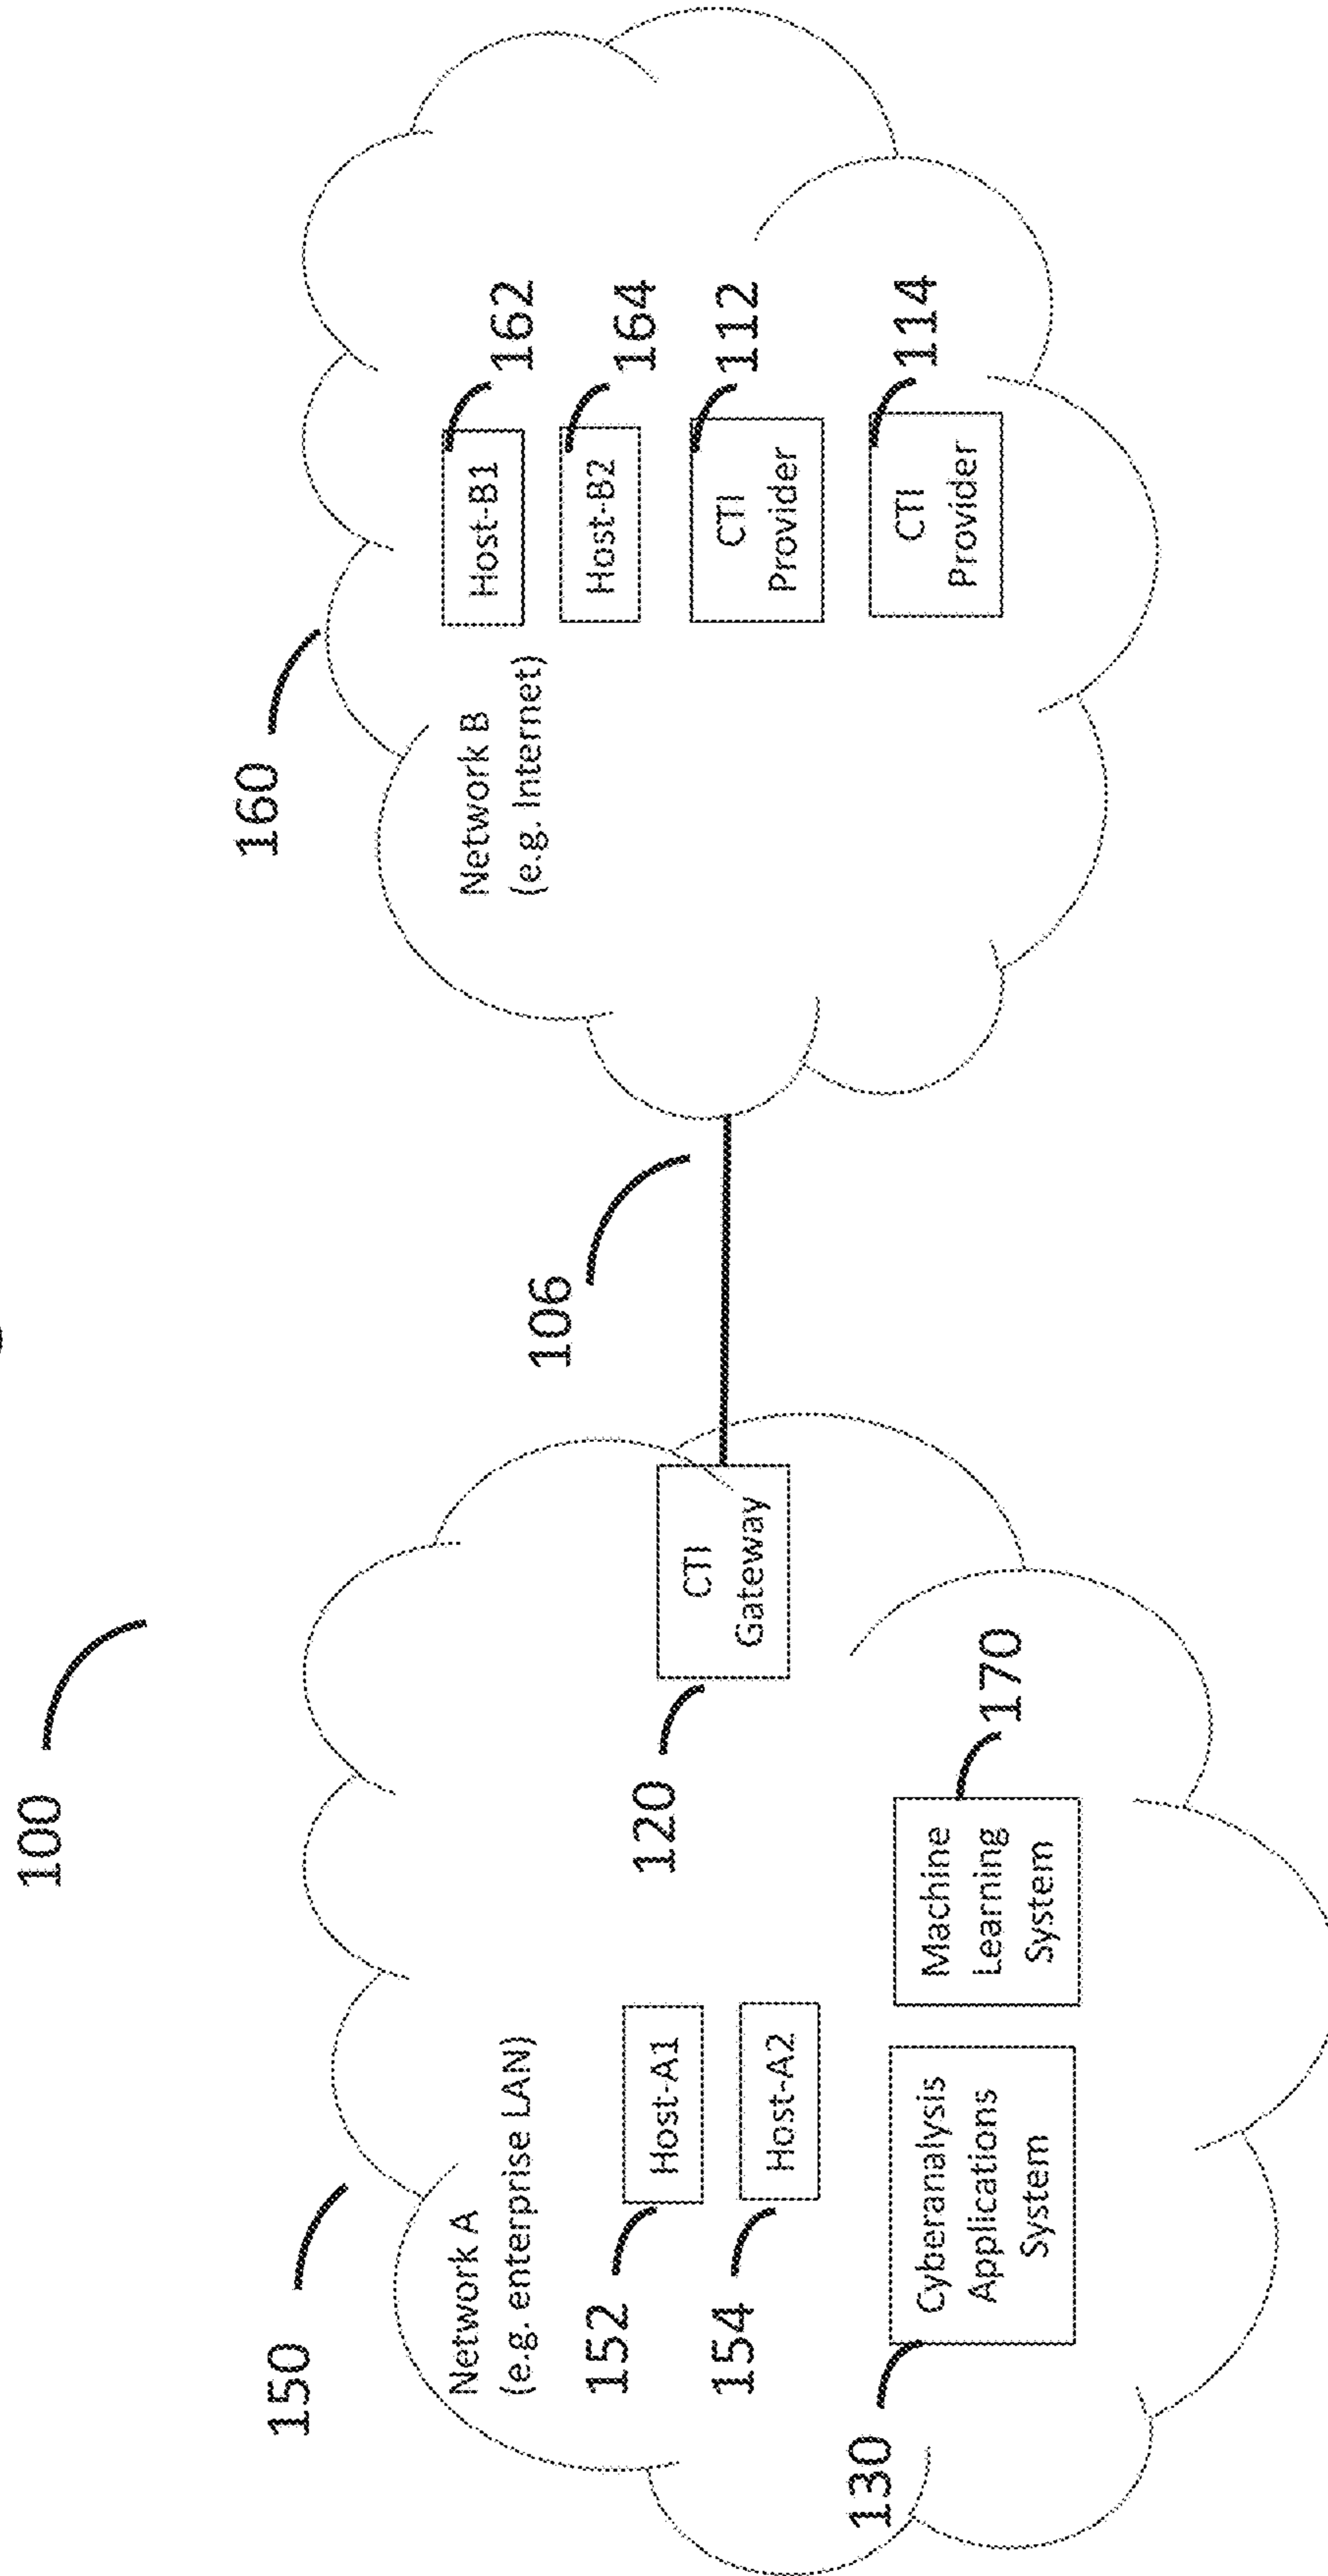 100
150
160
106
Network A
(e.g. enterprise LAN)
152
Host-A1
154
Host-A2
120
CTI
Gateway
130
Cyberanalysis
Applications
System
Machine
Learning
System
170
Network B
(e.g. Internet)
Host-B1
162
Host-B2
164
CTI
Provider
112
CTI
Provider
114